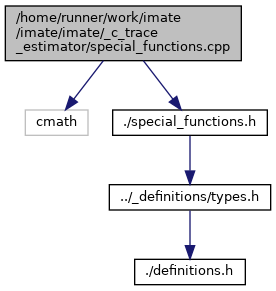 /home/runner/work/imate
/imate/imate/_c_trace
_estimator/special_functions.cpp
cmath
./special_functions.h
../_definitions/types.h
./definitions.h